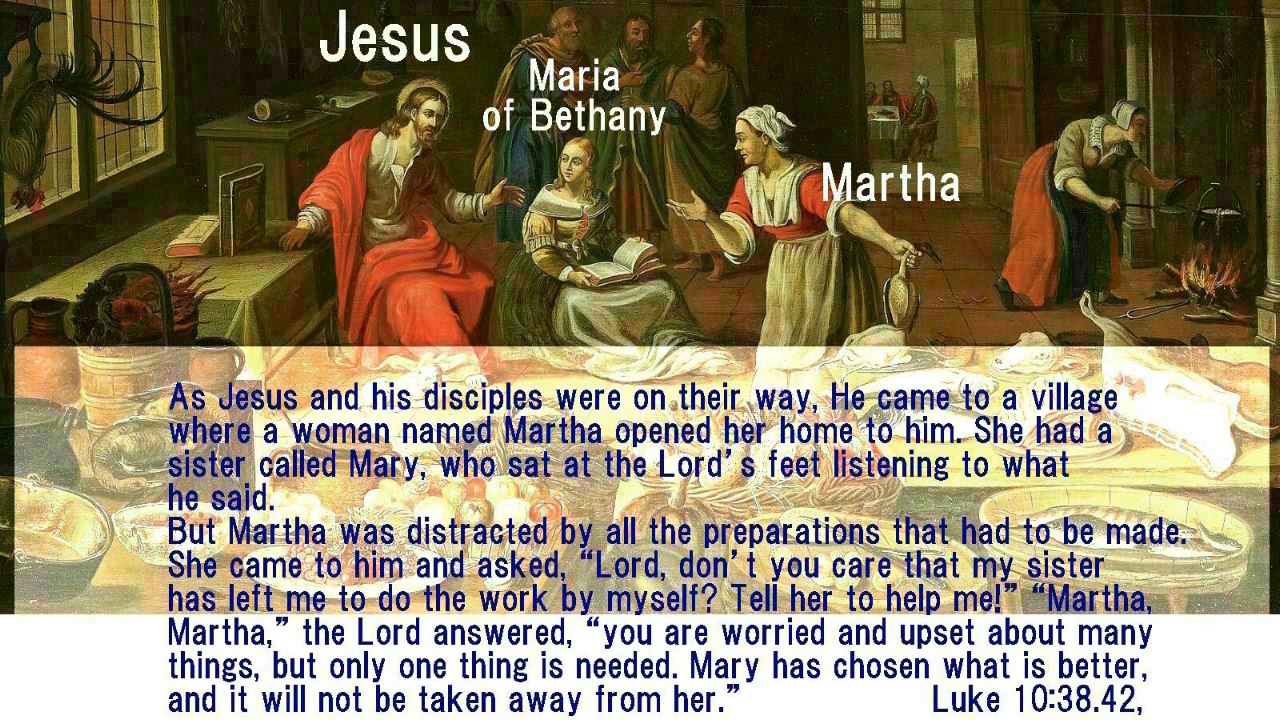 Jesus
Maria
of Bethany
Martha
As Jesus and his disciples were on their way, He came to a village
where a woman named Martha opened her home to him. She had a
sister called Mary, who sat at the Lord’s feet listening to what
he said.
But Martha was distracted by all the preparations that had to be made.
She came to him and asked, “Lord, don’t you care that my sister
has left me to do the work by myself? Tell her to help me!” “Martha,
Martha,” the Lord answered, “you are worried and upset about many
things, but only one thing is needed. Mary has chosen what is better,
and it will not be taken away from her.” Luke 10:38.42,